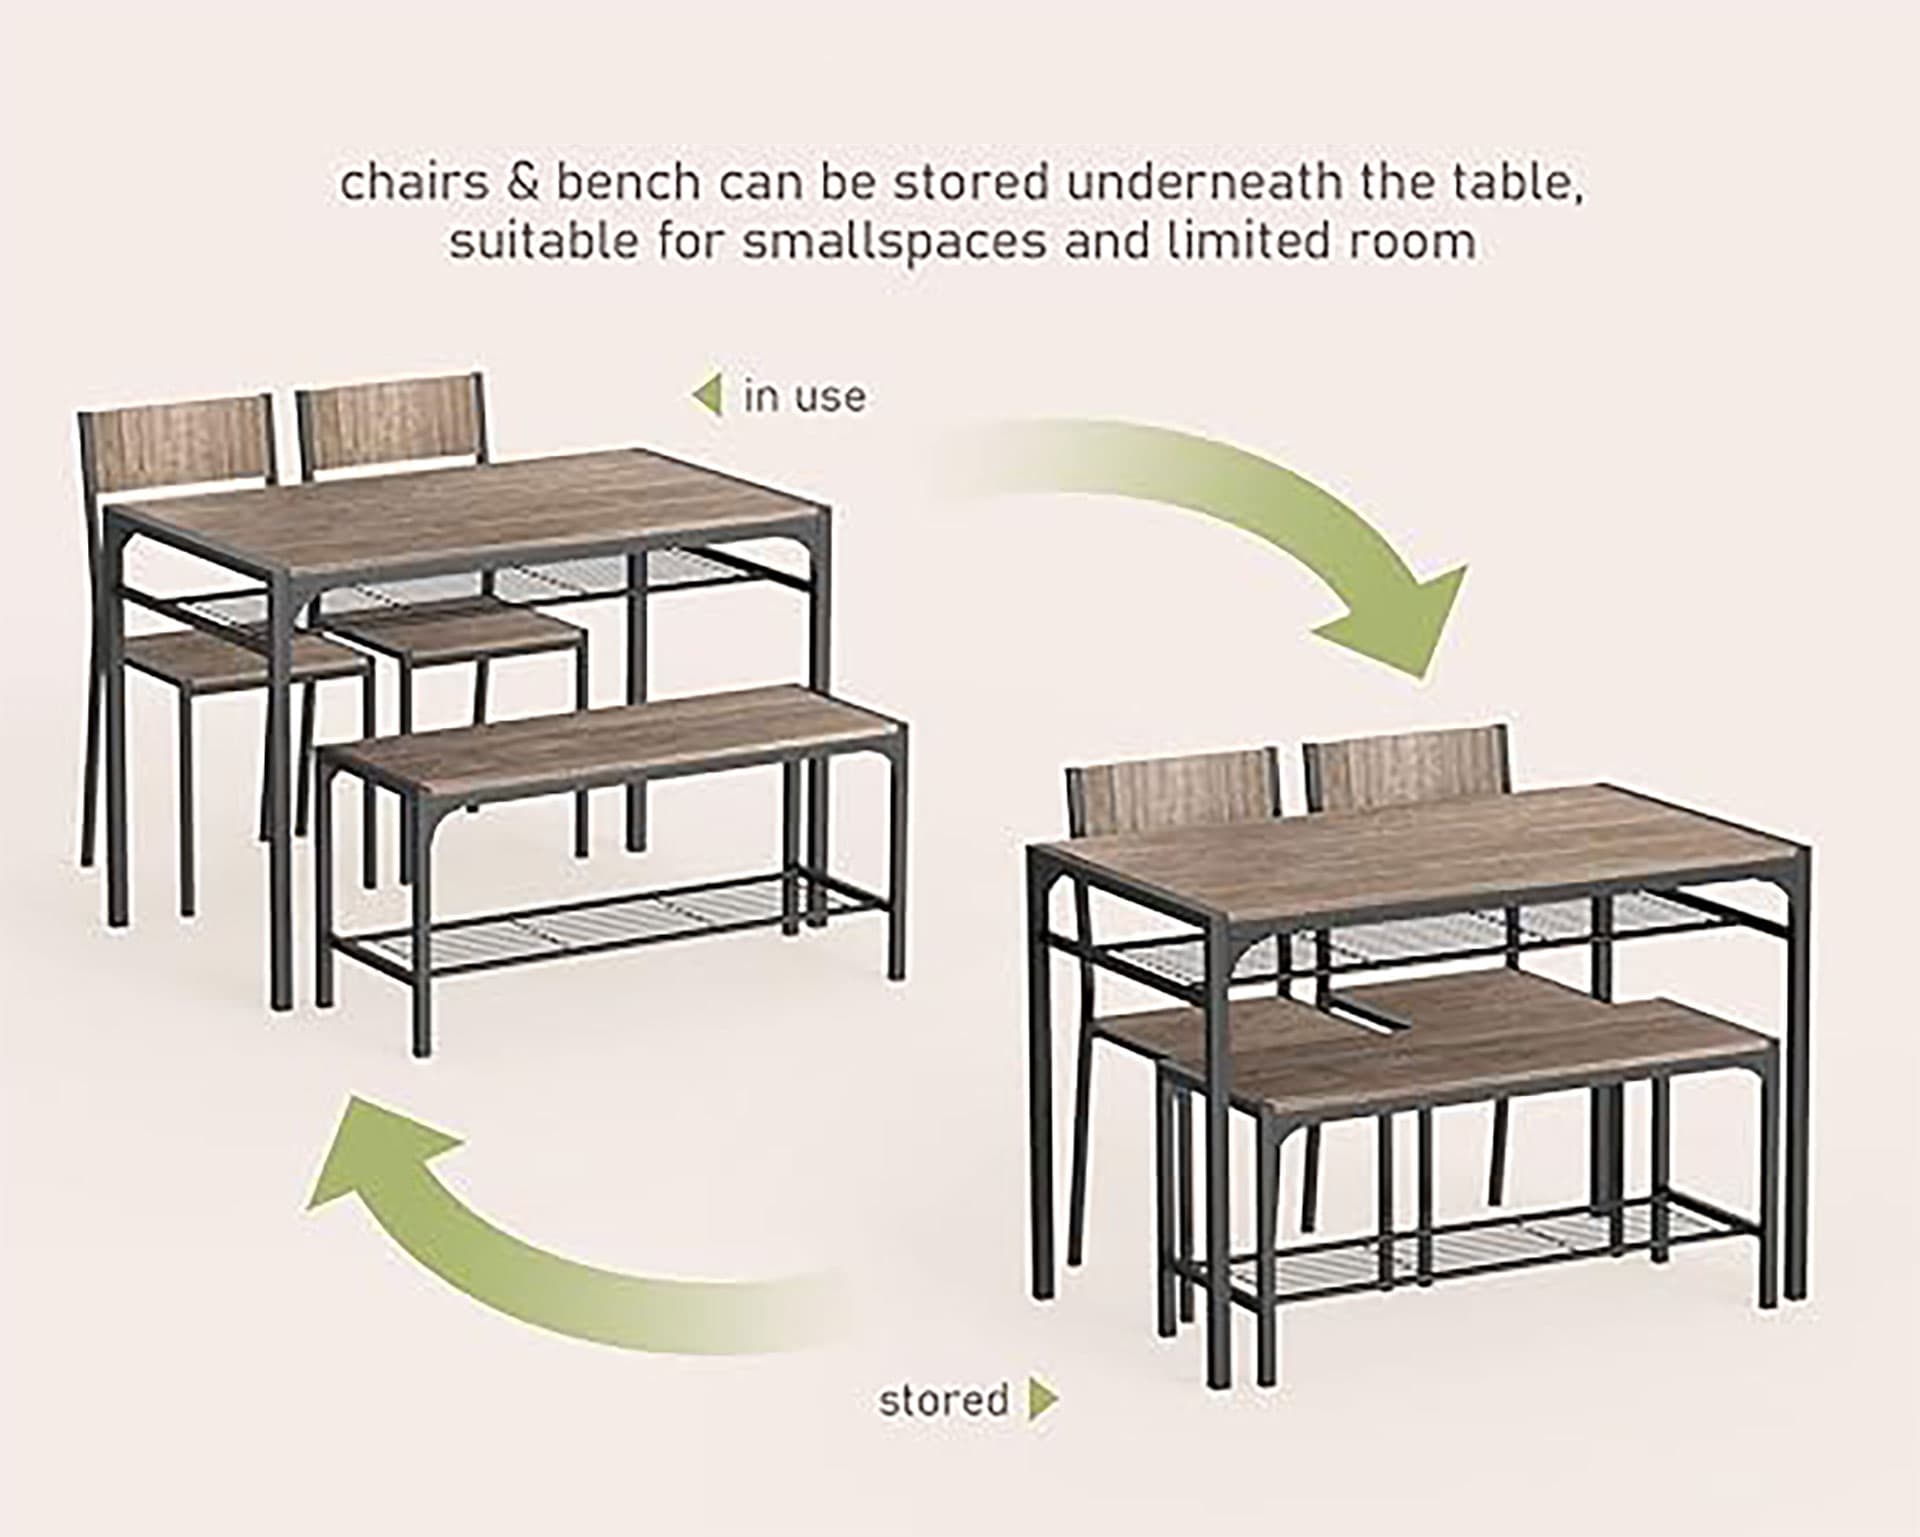 chairs & bench can be stored underneath the table,
suitable for smallspaces and limited room
in use
stored